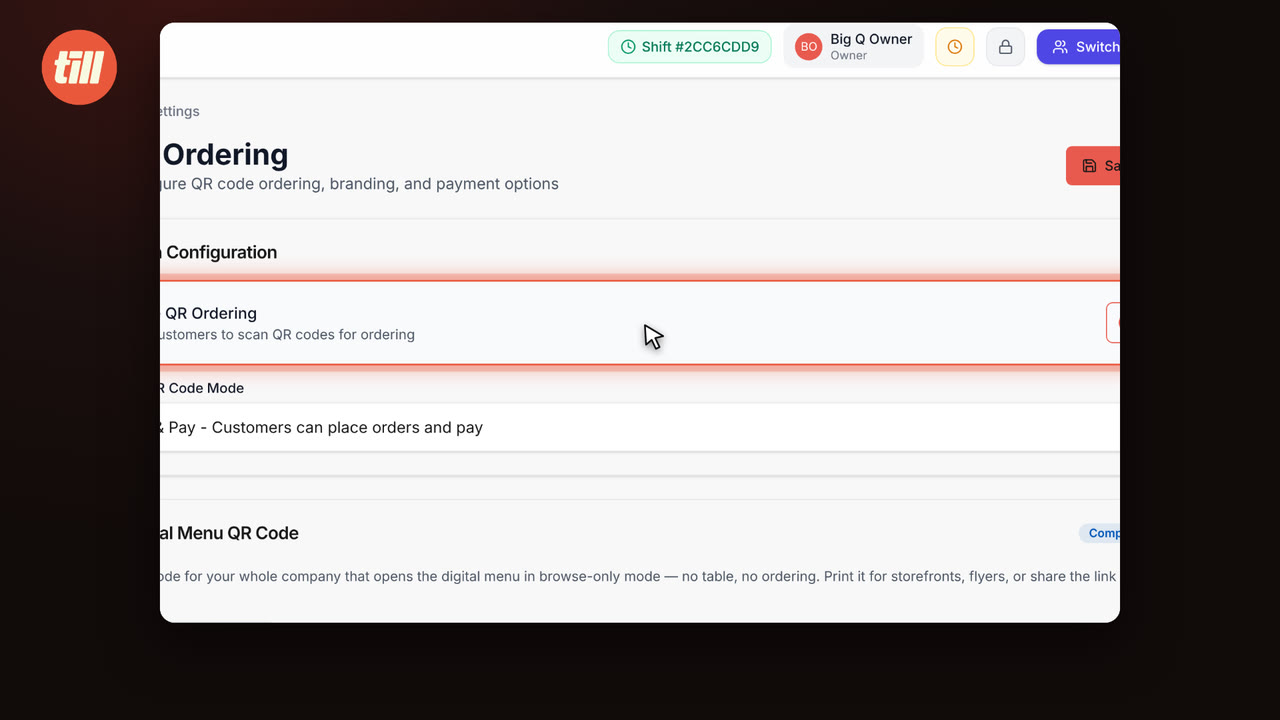 till
Shift #2CC6CDD9
BO
Big Q Owner
Owner
Switch
ettings
Ordering
gure QR code ordering, branding, and payment options
Sa
Configuration
QR Ordering
ustomers to scan QR codes for ordering
R Code Mode
& Pay - Customers can place orders and pay
al Menu QR Code
Comp
ode for your whole company that opens the digital menu in browse-only mode — no table, no ordering. Print it for storefronts, flyers, or share the link